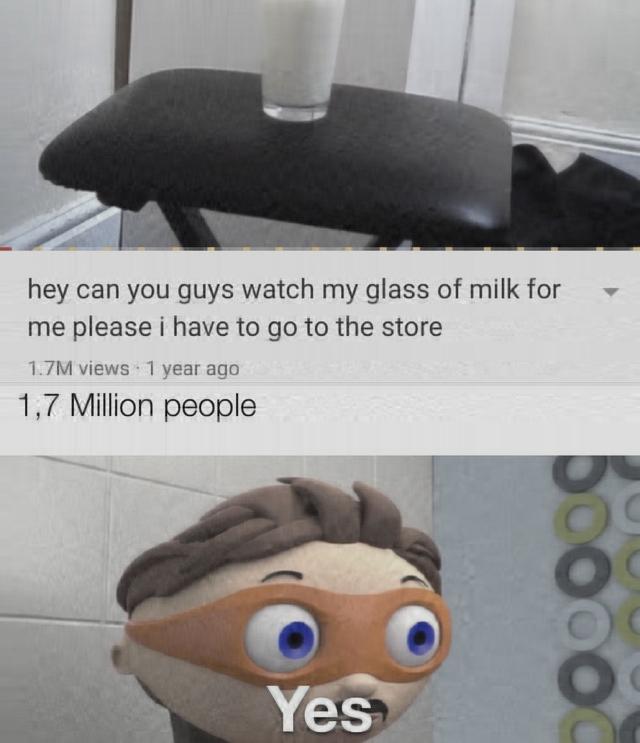 hey can you guys watch my glass of milk for
me please i have to go to the store
1.7M views · 1 year ago
1,7 Million people
Yes